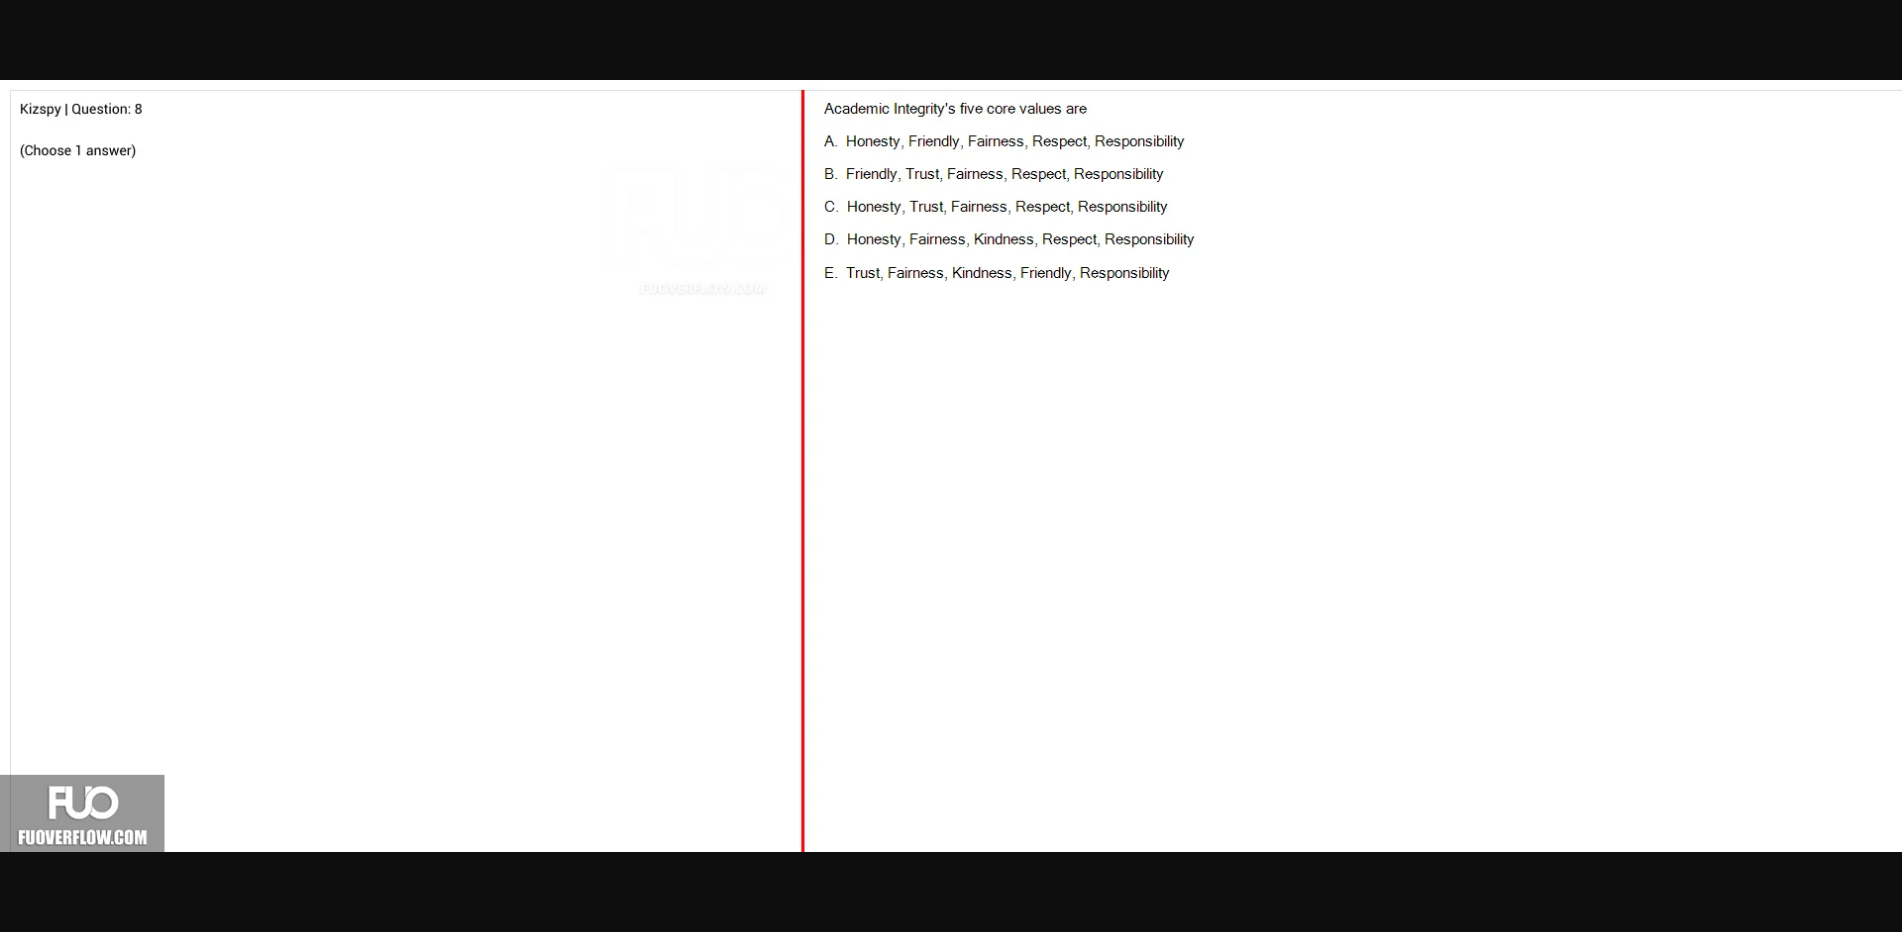 Kizspy | Question: 8
(Choose 1 answer)
Academic Integrity's five core values are
A. Honesty, Friendly, Fairness, Respect, Responsibility
B. Friendly, Trust, Fairness, Respect, Responsibility
C. Honesty, Trust, Fairness, Respect, Responsibility
D. Honesty, Fairness, Kindness, Respect, Responsibility
E. Trust, Fairness, Kindness, Friendly, Responsibility
FUO
FUOVERFLOW.COM
FUO
FUOVERFLOW.COM